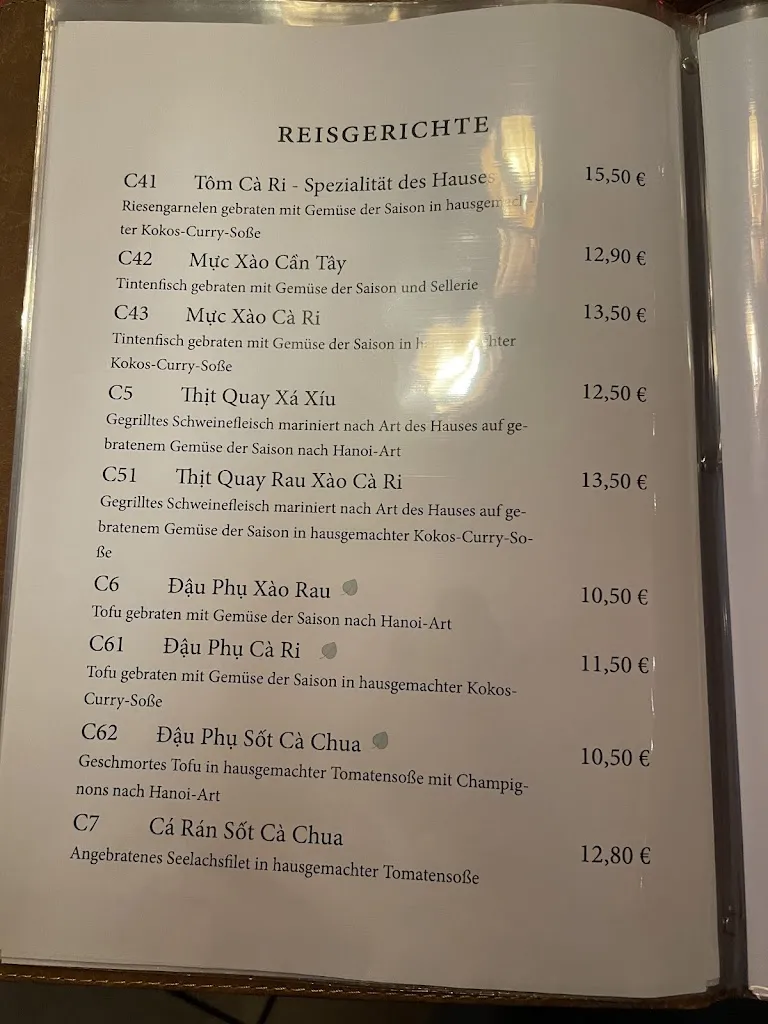 REISGERICHTE
C41 Tôm Cà Ri - Spezialität des Hauses 15,50 €
Riesengarnelen gebraten mit Gemüse der Saison in hausgemach-
ter Kokos-Curry-Soße
C42 Mực Xào Cần Tây 12,90 €
Tintenfisch gebraten mit Gemüse der Saison und Sellerie
C43 Mực Xào Cà Ri 13,50 €
Tintenfisch gebraten mit Gemüse der Saison in
Kokos-Curry-Soße
C5 Thịt Quay Xá Xíu 12,50 €
Gegrilltes Schweinefleisch mariniert nach Art des Hauses auf ge-
bratenem Gemüse der Saison nach Hanoi-Art
C51 Thịt Quay Rau Xào Cà Ri 13,50 €
Gegrilltes Schweinefleisch mariniert nach Art des Hauses auf ge-
bratenem Gemüse der Saison in hausgemachter Kokos-Curry-So-
ße
C6 Đậu Phụ Xào Rau 10,50 €
Tofu gebraten mit Gemüse der Saison nach Hanoi-Art
C61 Đậu Phụ Cà Ri 11,50 €
Tofu gebraten mit Gemüse der Saison in hausgemachter Kokos-
Curry-Soße
C62 Đậu Phụ Sốt Cà Chua 10,50 €
Geschmortes Tofu in hausgemachter Tomatensoße mit Champig-
nons nach Hanoi-Art
C7 Cá Rán Sốt Cà Chua 12,80 €
Angebratenes Seelachsfilet in hausgemachter Tomatensoße